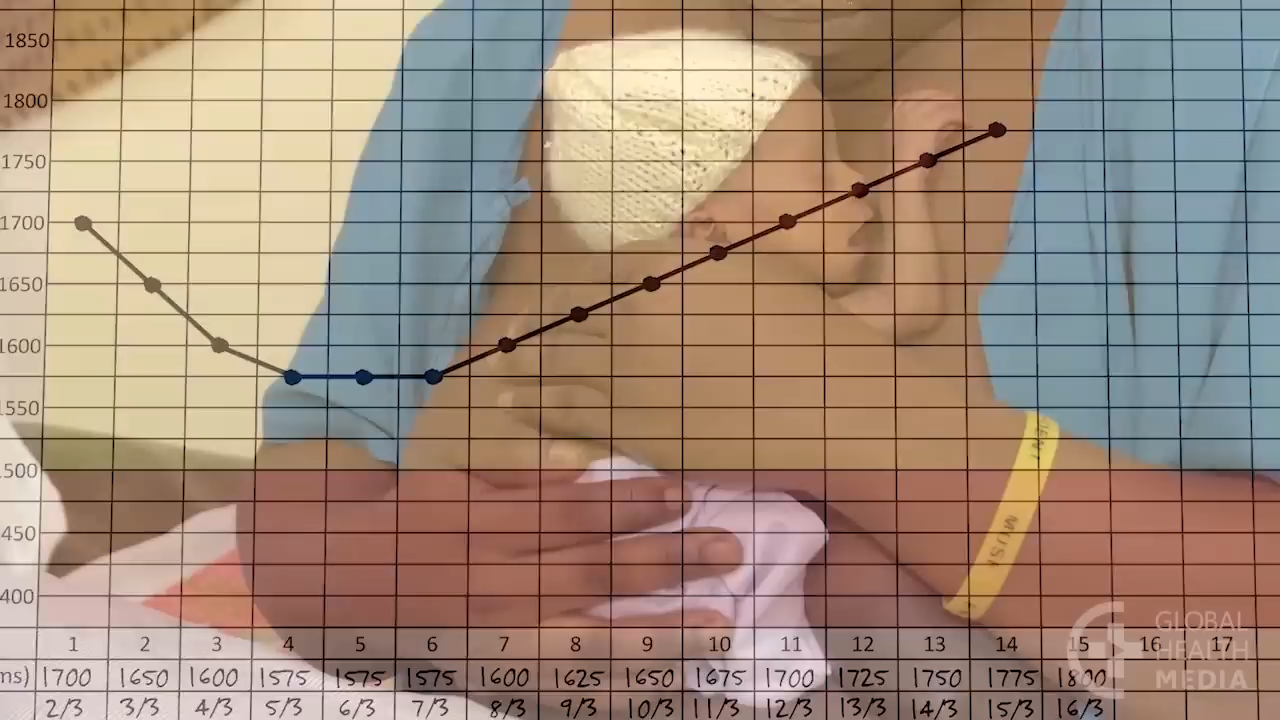 1850
1800
1750
1700
1650
1600
1550
1500
1450
1400
1 2 3 4 5 6 7 8 9 10 11 12 13 14 15 16 17
ms) 1700 1650 1600 1575 1575 1575 1600 1625 1650 1675 1700 1725 1750 1775 1800
2/3 3/3 4/3 5/3 6/3 7/3 8/3 9/3 10/3 11/3 12/3 13/3 14/3 15/3 16/3
GLOBAL
HEALTH
MEDIA